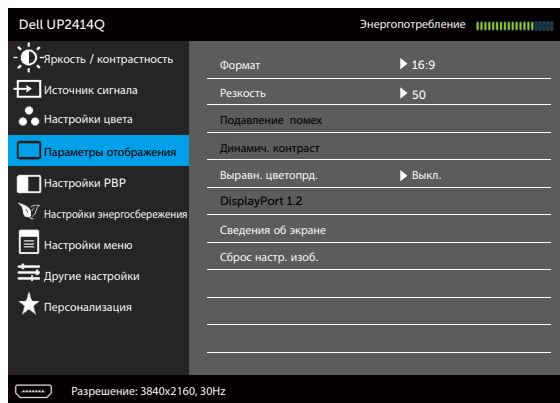 Dell UP2414Q
Энергопотребление
Яркость / контрастность
Источник сигнала
Настройки цвета
Параметры отображения
Настройки PBP
Настройки энергосбережения
Настройки меню
Другие настройки
Персонализация
Формат 16:9
Резкость 50
Подавление помех
Динамич. контраст
Выравн. цветопрд. Выкл.
DisplayPort 1.2
Сведения об экране
Сброс настр. изоб.
Разрешение: 3840x2160, 30Hz